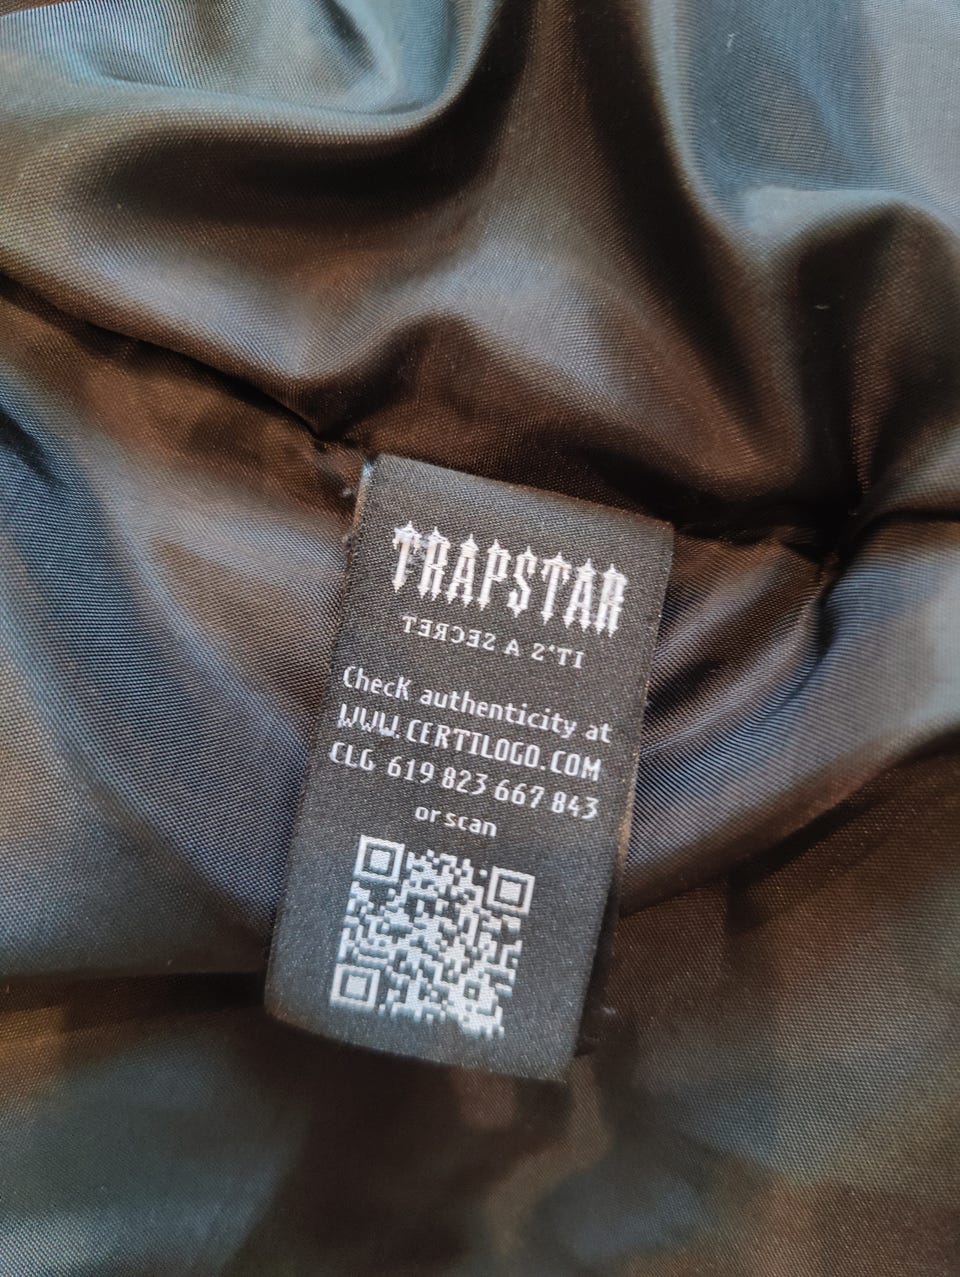 TRAPSTAR
IT'S A SECRET
Check authenticity at
WWW.CERTILOGO.COM
CLG 619 823 667 843
or scan